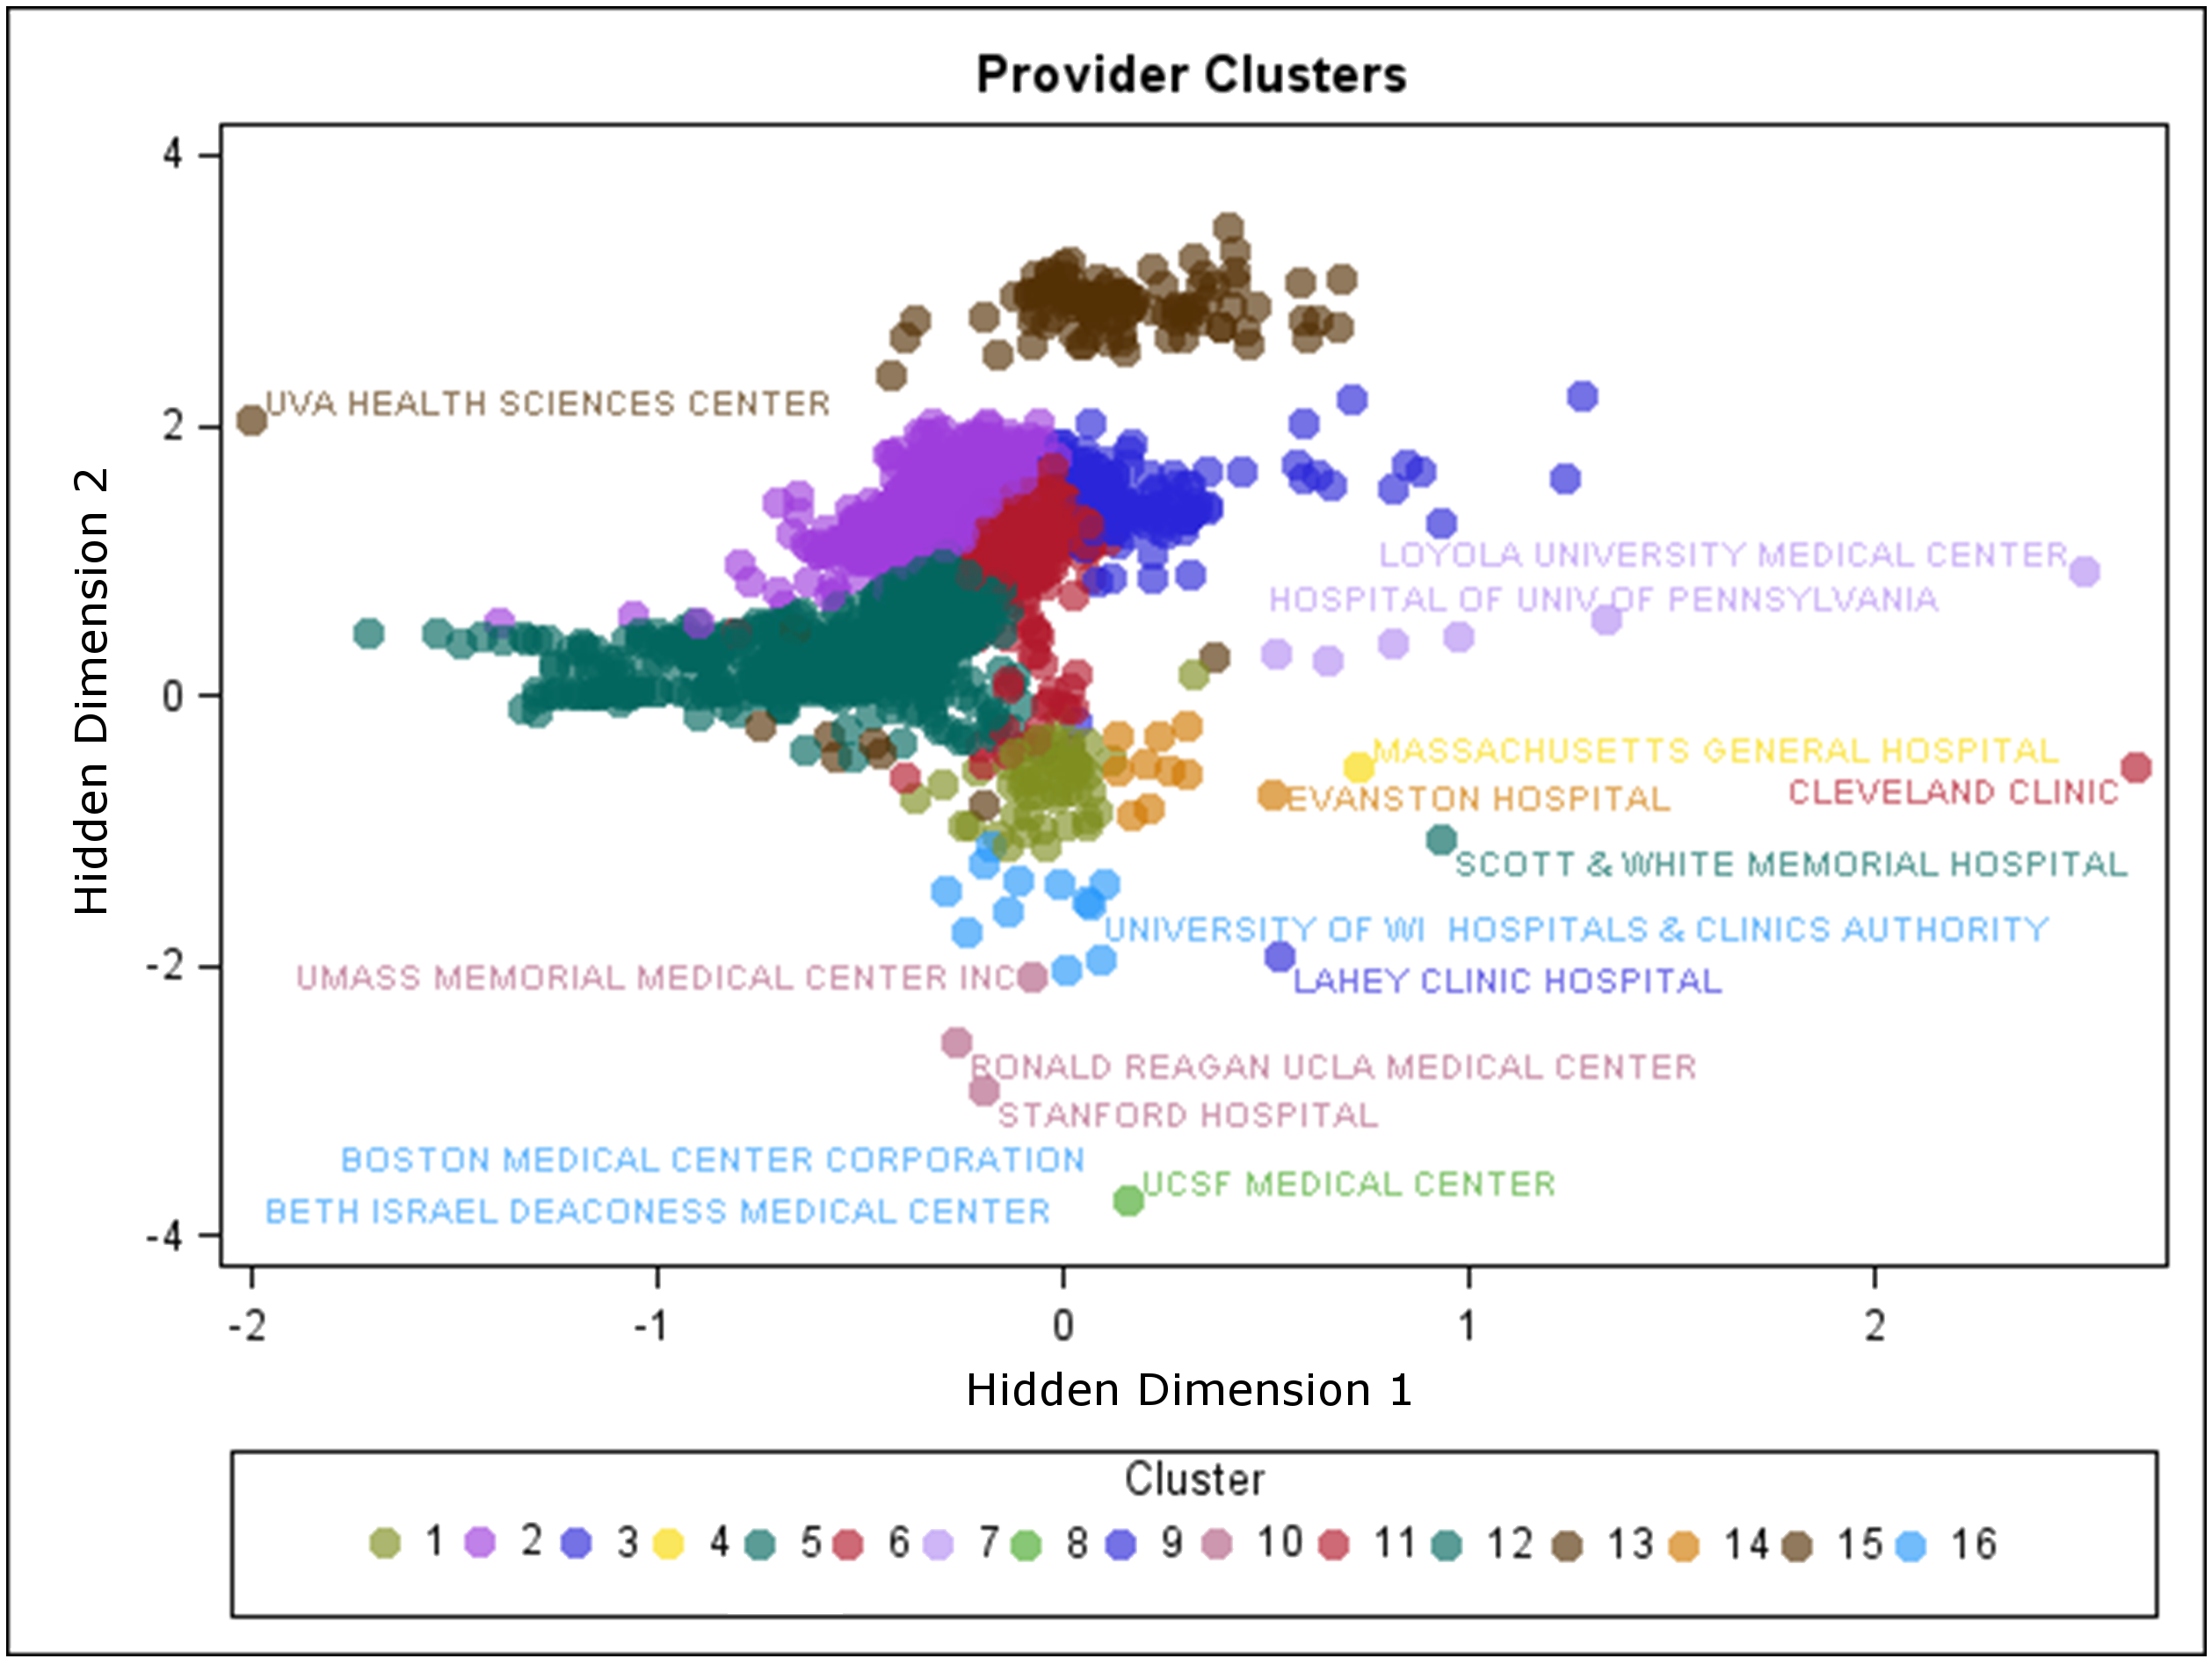 Provider Clusters
4
2
0
-2
-4
Hidden Dimension 2
UVA HEALTH SCIENCES CENTER
LOYOLA UNIVERSITY MEDICAL CENTER
HOSPITAL OF UNIV OF PENNSYLVANIA
MASSACHUSETTS GENERAL HOSPITAL
CLEVELAND CLINIC
EVANSTON HOSPITAL
SCOTT & WHITE MEMORIAL HOSPITAL
UNIVERSITY OF WI  HOSPITALS & CLINICS AUTHORITY
UMASS MEMORIAL MEDICAL CENTER INC
LAHEY CLINIC HOSPITAL
RONALD REAGAN UCLA MEDICAL CENTER
STANFORD HOSPITAL
BOSTON MEDICAL CENTER CORPORATION
UCSF MEDICAL CENTER
BETH ISRAEL DEACONESS MEDICAL CENTER
-2 -1 0 1 2
Hidden Dimension 1
Cluster
1 2 3 4 5 6 7 8 9 10 11 12 13 14 15 16